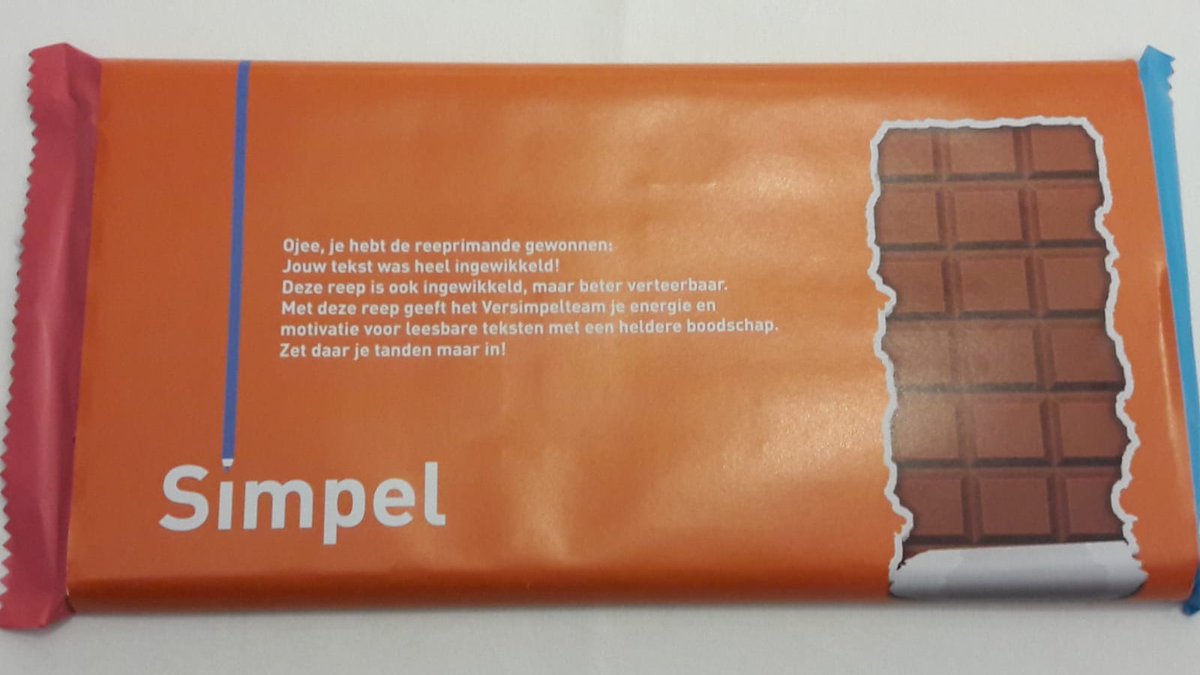 Ojee, je hebt de reeprimande gewonnen:
Jouw tekst was heel ingewikkeld!
Deze reep is ook ingewikkeld, maar beter verteerbaar.
Met deze reep geeft het Versimpelteam je energie en
motivatie voor leesbare teksten met een heldere boodschap.
Zet daar je tanden maar in!
Simpel